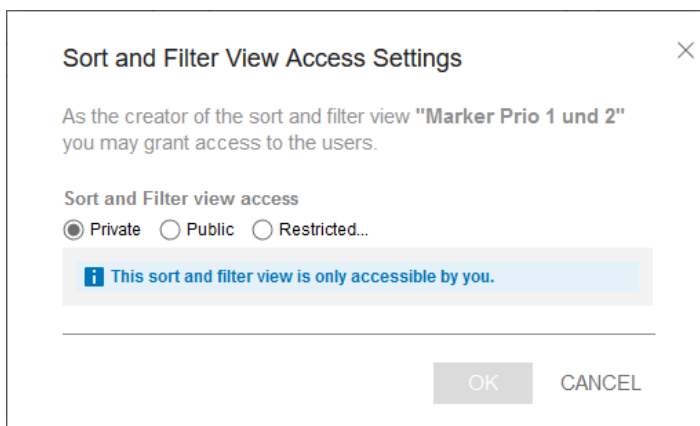 Sort and Filter View Access Settings
As the creator of the sort and filter view "Marker Prio 1 und 2"
you may grant access to the users.
Sort and Filter view access
Private Public Restricted...
This sort and filter view is only accessible by you.
OK CANCEL